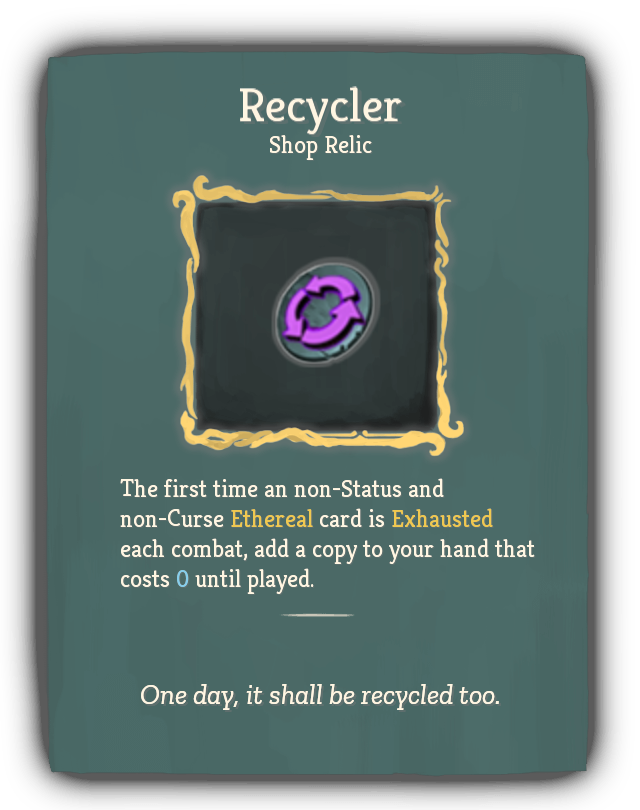 Recycler
Shop Relic
The first time an non-Status and
non-Curse Ethereal card is Exhausted
each combat, add a copy to your hand that
costs 0 until played.
One day, it shall be recycled too.